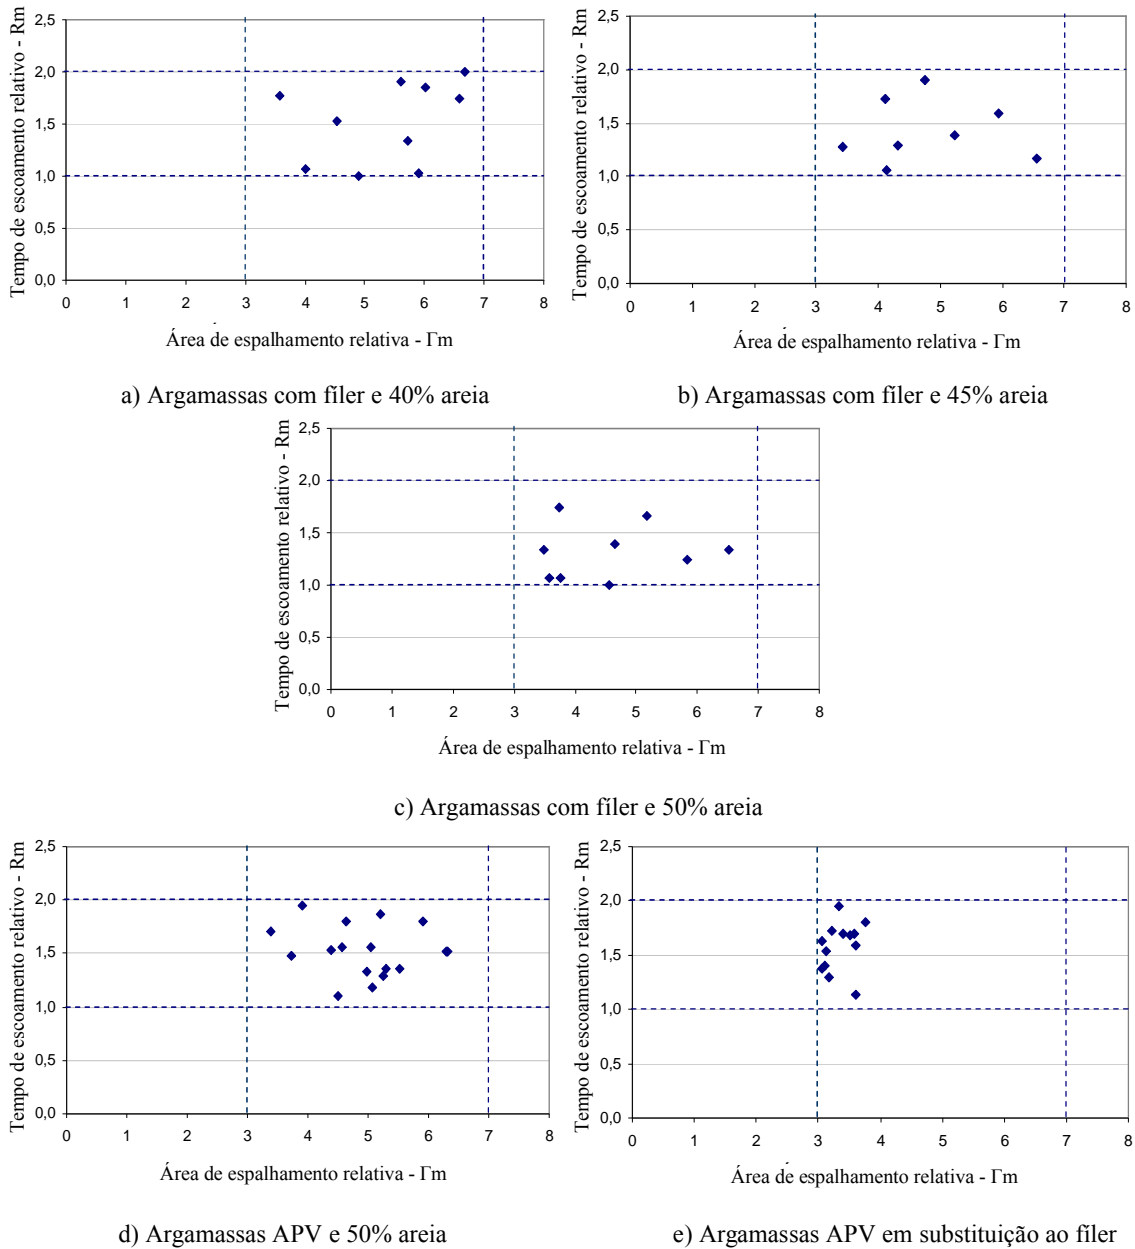 2,5
2,0
1,5
1,0
0,5
0,0
Tempo de escoamento relativo - Rm
0 1 2 3 4 5 6 7 8
Área de espalhamento relativa - Γm
a) Argamassas com fíler e 40% areia
2,5
2,0
1,5
1,0
0,5
0,0
Tempo de escoamento relativo - Rm
0 1 2 3 4 5 6 7 8
Área de espalhamento relativa - Γm
b) Argamassas com fíler e 45% areia
2,5
2,0
1,5
1,0
0,5
0,0
Tempo de escoamento relativo - Rm
0 1 2 3 4 5 6 7 8
Área de espalhamento relativa - Γm
c) Argamassas com fíler e 50% areia
2,5
2,0
1,5
1,0
0,5
0,0
Tempo de escoamento relativo - Rm
0 1 2 3 4 5 6 7 8
Área de espalhamento relativa - Γm
d) Argamassas APV e 50% areia
2,5
2,0
1,5
1,0
0,5
0,0
Tempo de escoamento relativo - Rm
0 1 2 3 4 5 6 7 8
Área de espalhamento relativa - Γm
e) Argamassas APV em substituição ao fíler